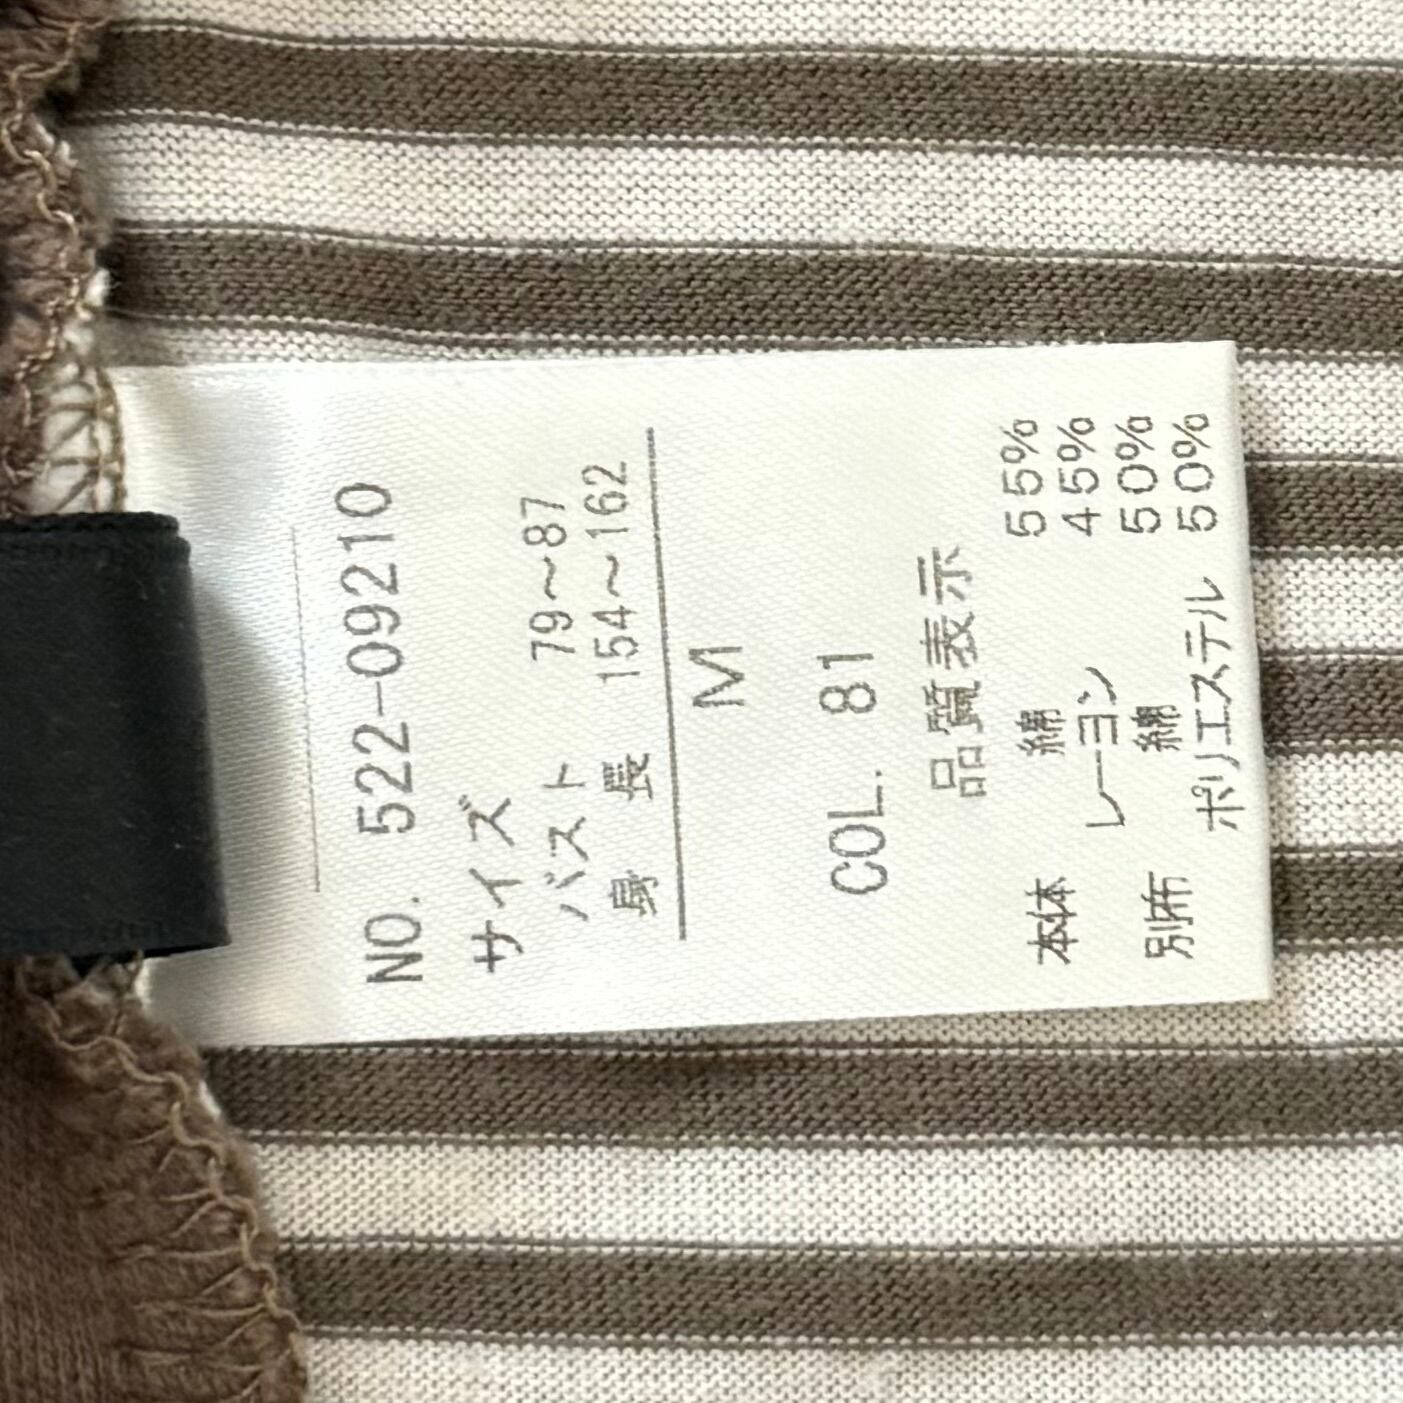 NO. 522-09210
サイズ
バスト 79～87
身長 154～162
M
COL. 81
品質表示
本体 綿 55%
レーヨン 45%
別布 綿 50%
ポリエステル 50%